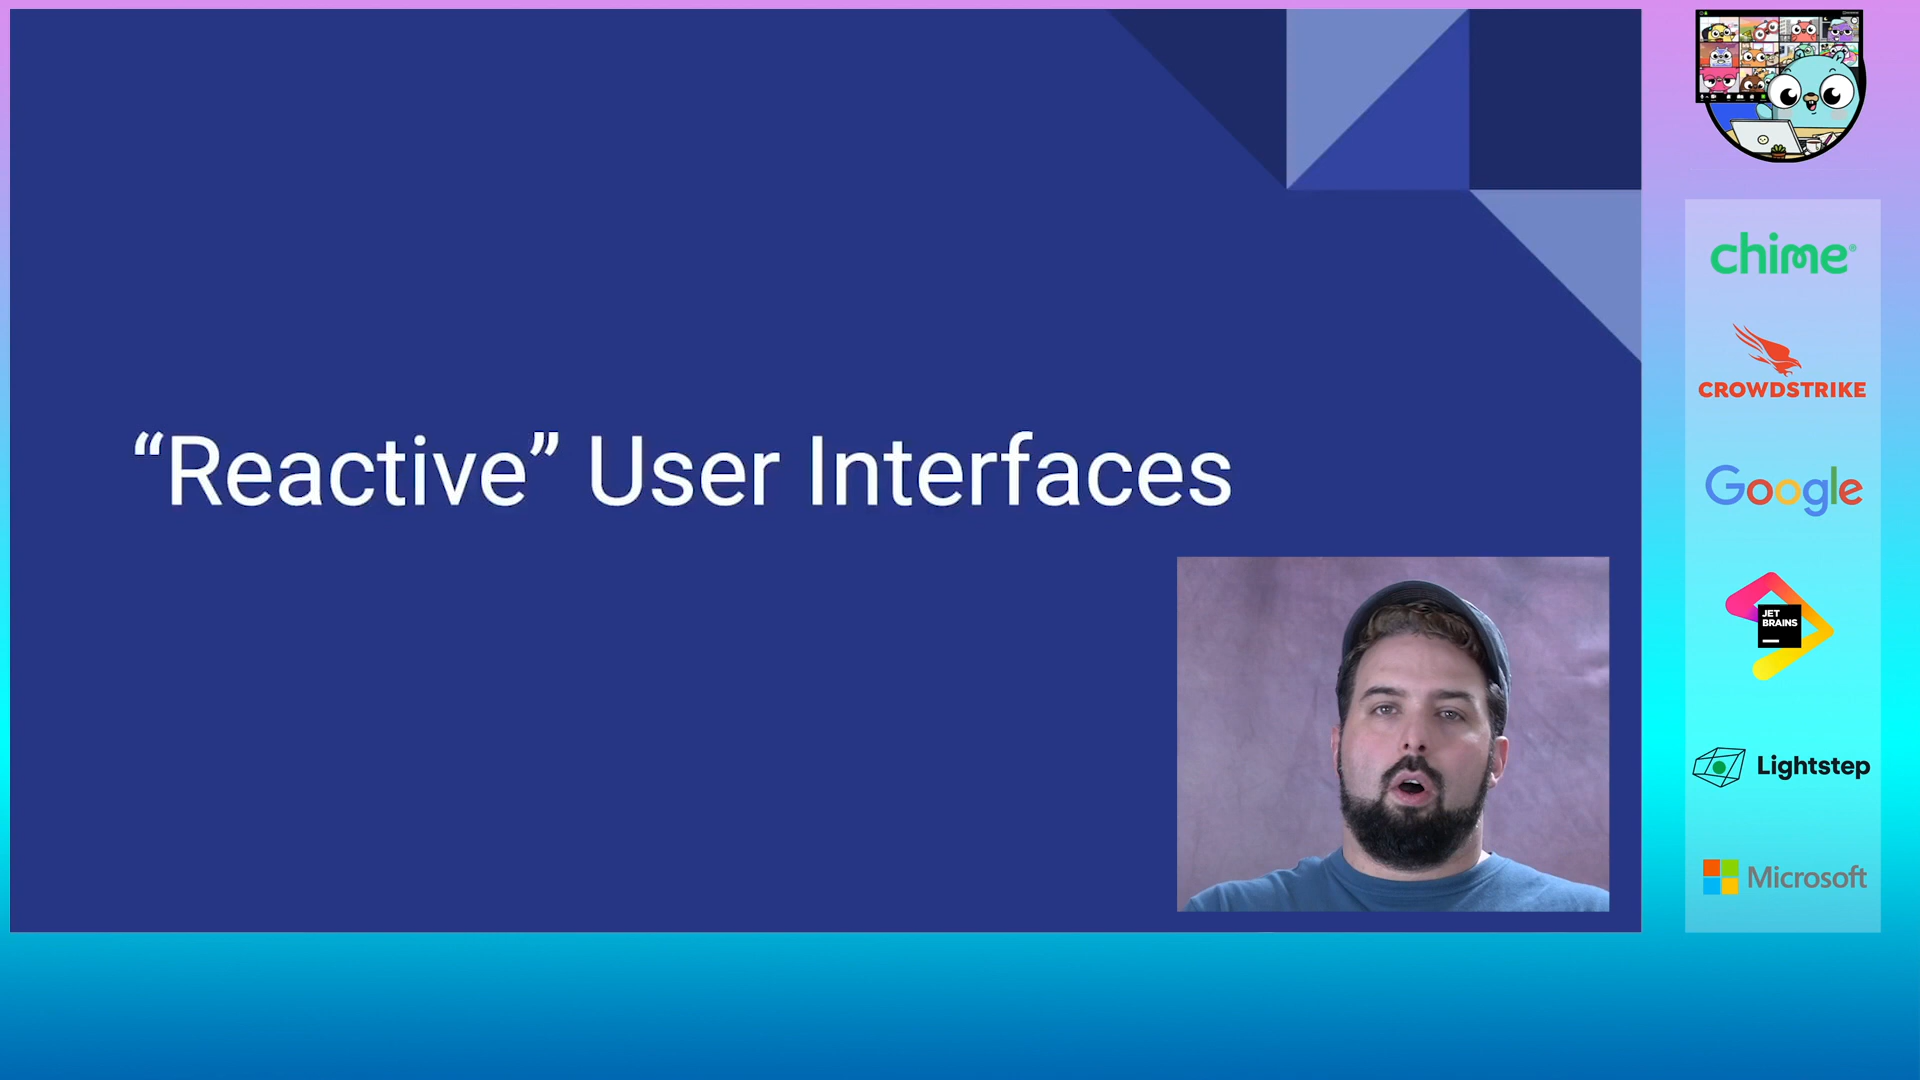 “Reactive” User Interfaces
chime®
CROWDSTRIKE
Google
JET
BRAINS
Lightstep
Microsoft